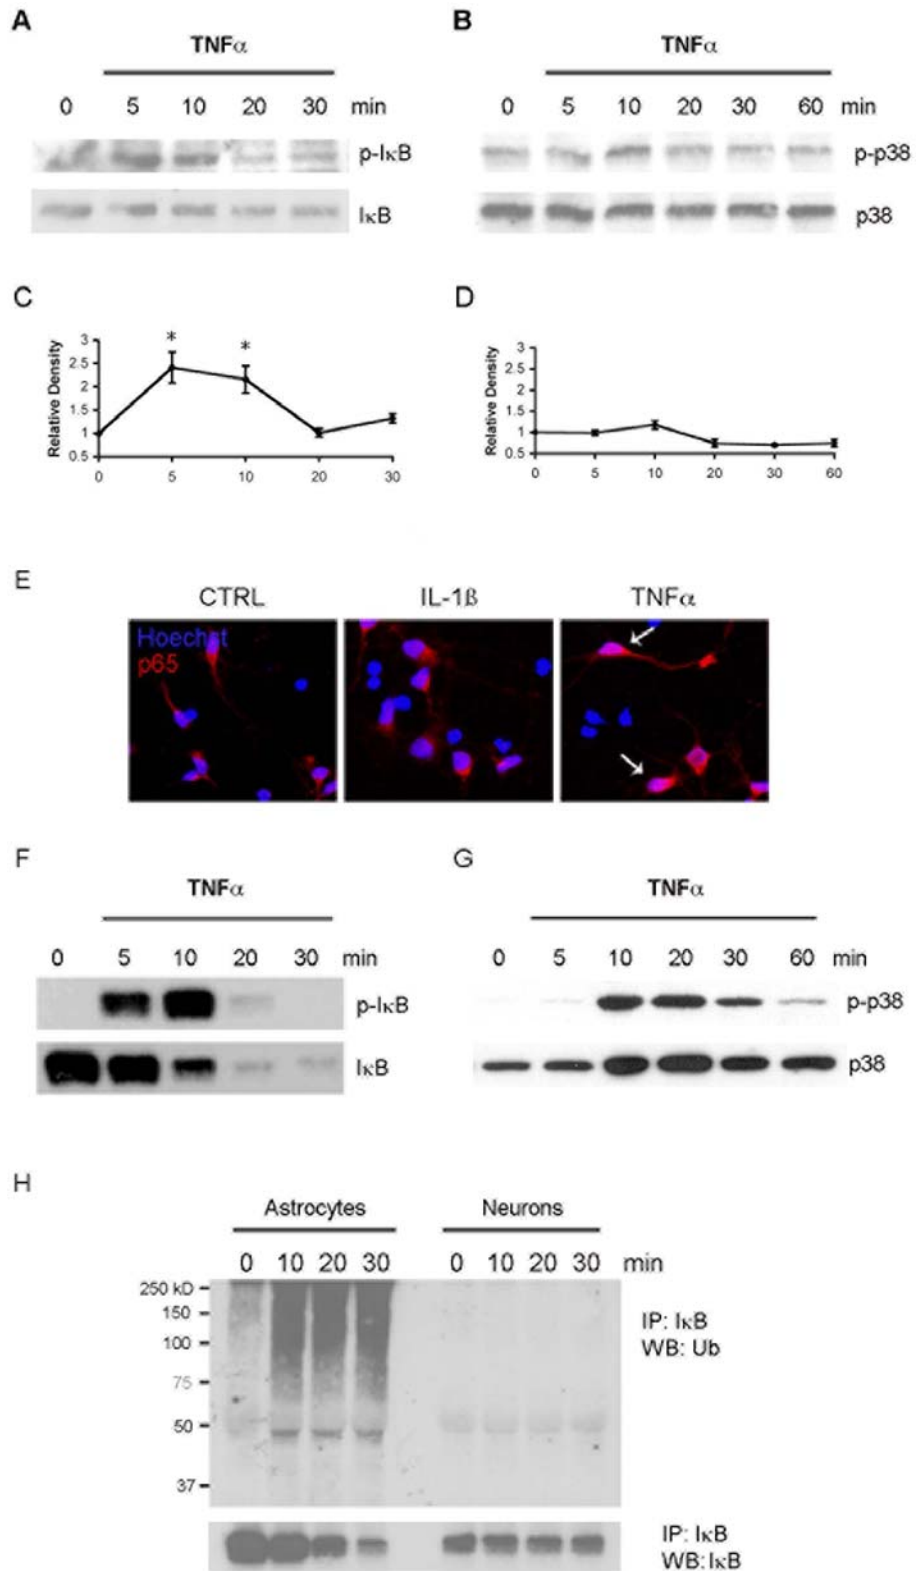 A
TNFα
0 5 10 20 30 min
p-IκB
IκB
B
TNFα
0 5 10 20 30 60 min
p-p38
p38
C
Relative Density
3
2.5
2
1.5
1
0.5
* *
0 5 10 20 30
D
Relative Density
3
2.5
2
1.5
1
0.5
0 5 10 20 30 60
E
CTRL IL-1ß TNFα
Hoechst
p65
F
TNFα
0 5 10 20 30 min
p-IκB
IκB
G
TNFα
0 5 10 20 30 60 min
p-p38
p38
H
Astrocytes Neurons
0 10 20 30 0 10 20 30 min
250 kD
150
100
75
50
37
IP: IκB
WB: Ub
IP: IκB
WB: IκB